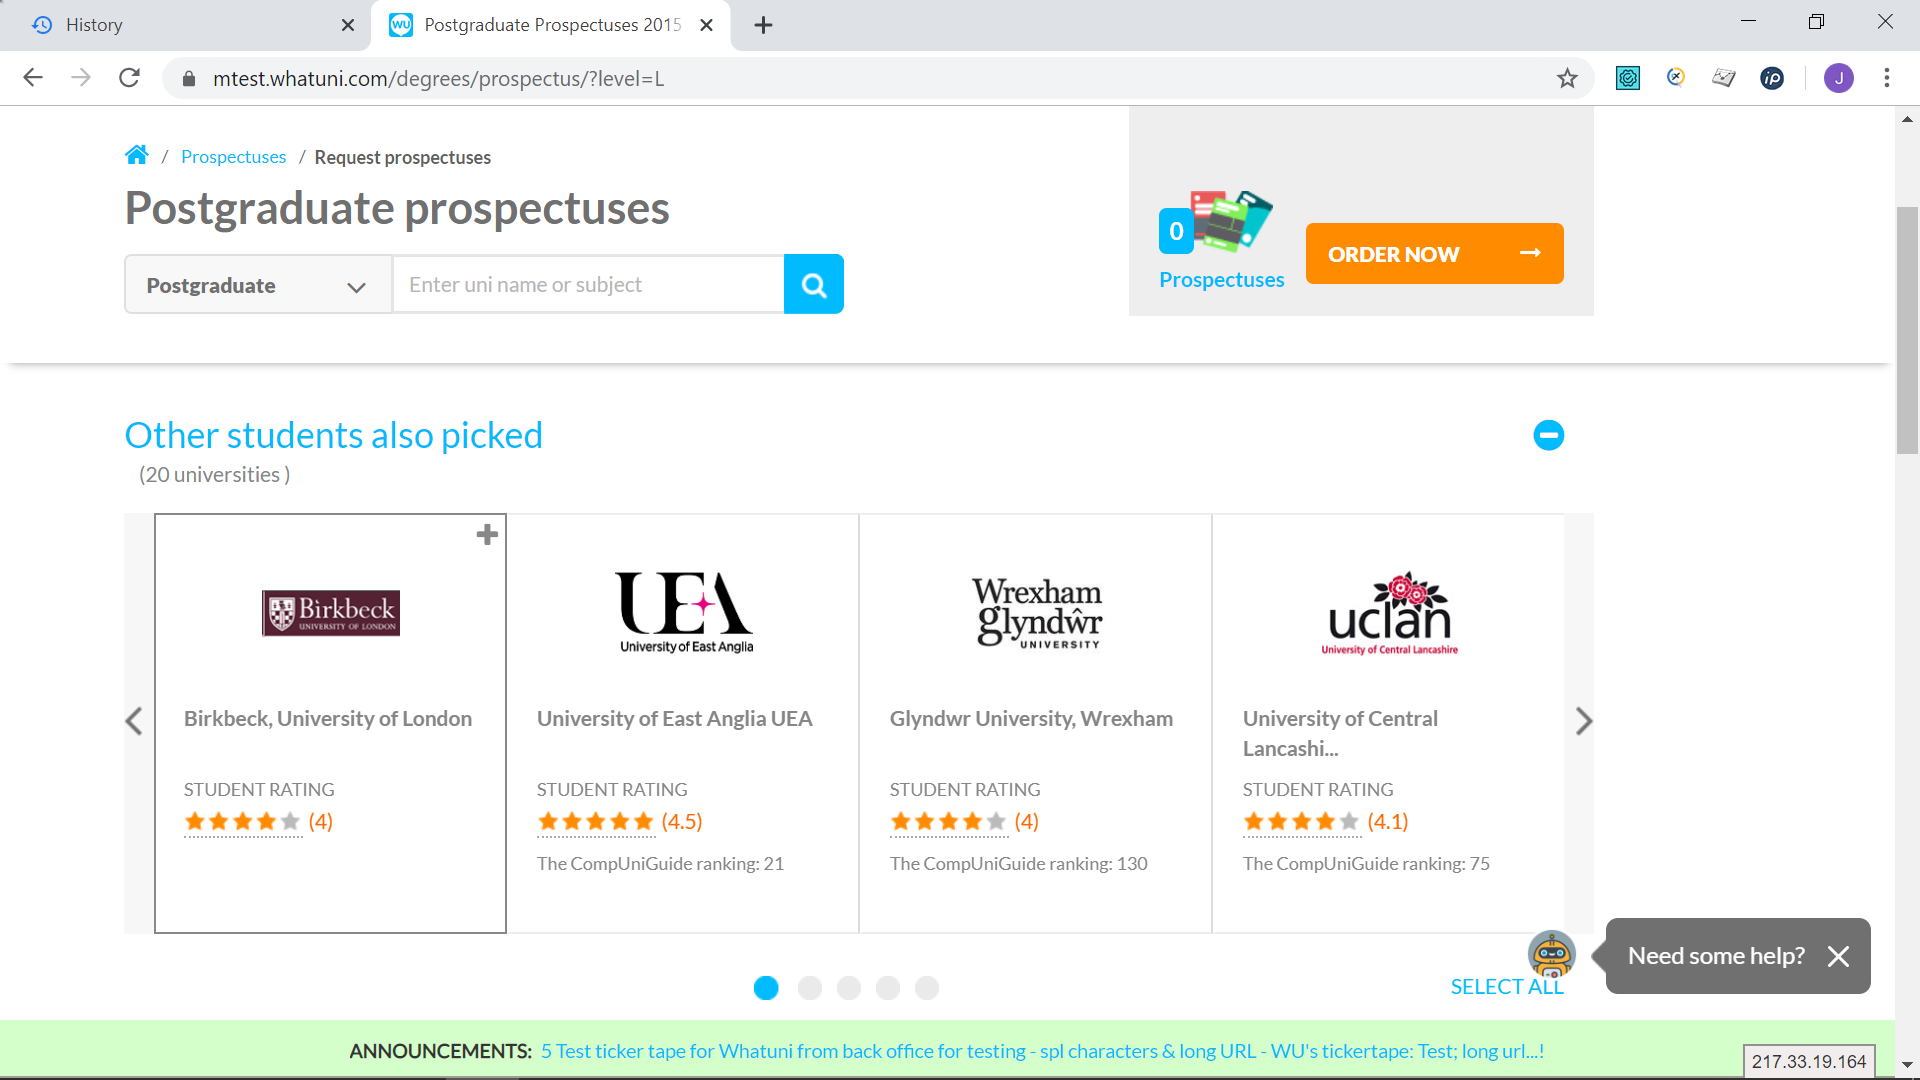 History
Postgraduate Prospectuses 2015
mtest.whatuni.com/degrees/prospectus/?level=L
J
/ Prospectuses / Request prospectuses
Postgraduate prospectuses
Postgraduate
Enter uni name or subject
0
Prospectuses
ORDER NOW
Other students also picked
(20 universities )
Birkbeck
UNIVERSITY OF LONDON
Birkbeck, University of London
STUDENT RATING
(4)
UEA
University of East Anglia
University of East Anglia UEA
STUDENT RATING
(4.5)
The CompUniGuide ranking: 21
Wrexham
glyndŵr
UNIVERSITY
Glyndwr University, Wrexham
STUDENT RATING
(4)
The CompUniGuide ranking: 130
uclan
University of Central Lancashire
University of Central
Lancashi...
STUDENT RATING
(4.1)
The CompUniGuide ranking: 75
Need some help?
SELECT ALL
ANNOUNCEMENTS: 5 Test ticker tape for Whatuni from back office for testing - spl characters & long URL - WU's tickertape: Test; long url...!
217.33.19.164
WU
ip